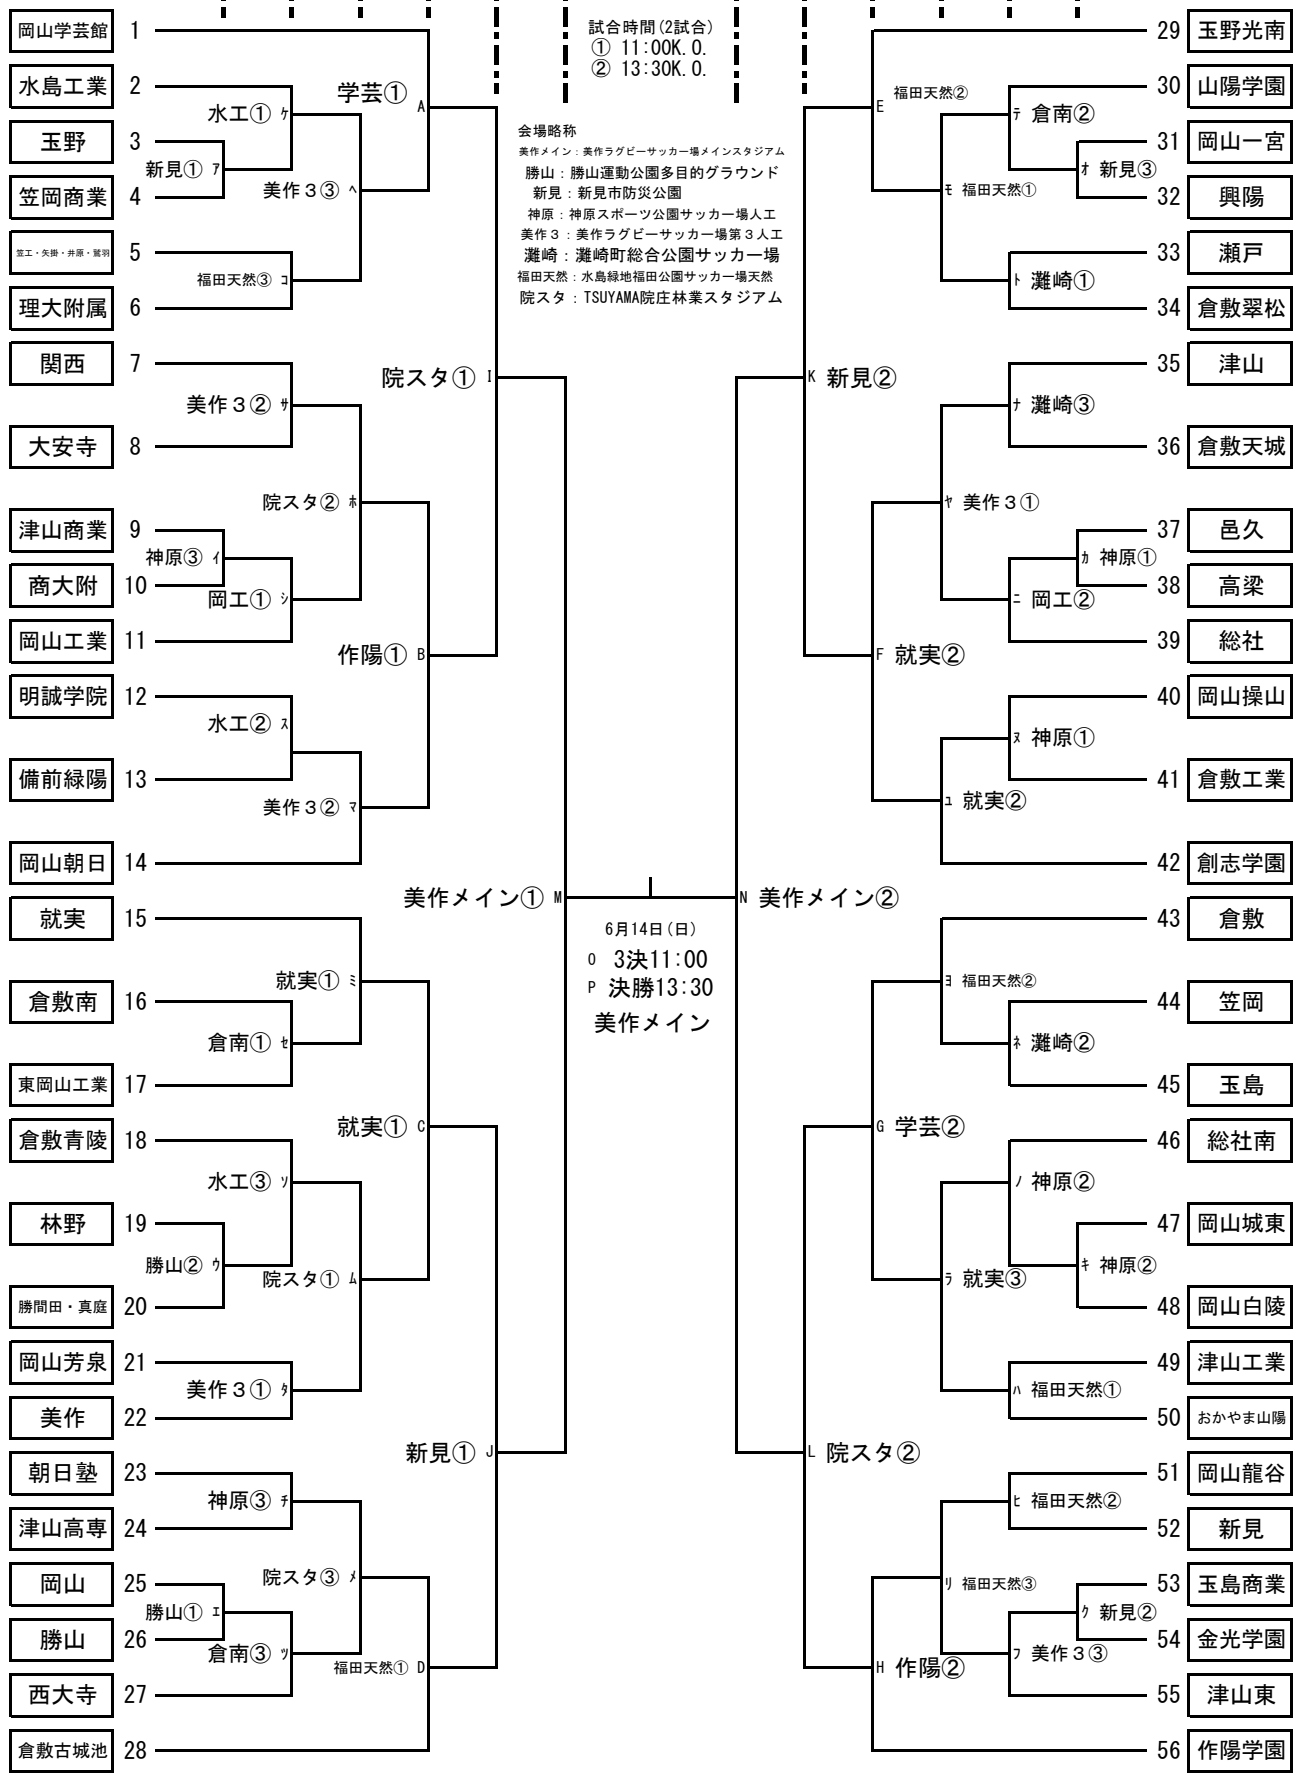 試合時間(2試合)
① 11:00K.O.
② 13:30K.O.
会場略称
美作メイン：美作ラグビーサッカー場メインスタジアム
勝山：勝山運動公園多目的グラウンド
新見：新見市防災公園
神原：神原スポーツ公園サッカー場人工
美作３：美作ラグビーサッカー場第３人工
灘崎：灘崎町総合公園サッカー場
福田天然：水島緑地福田公園サッカー場天然
院スタ：TSUYAMA院庄林業スタジアム
岡山学芸館 1
水島工業 2
玉野 3
笠岡商業 4
笠工・矢掛・井原・鷲羽 5
理大附属 6
関西 7
大安寺 8
津山商業 9
商大附 10
岡山工業 11
明誠学院 12
備前緑陽 13
岡山朝日 14
就実 15
倉敷南 16
東岡山工業 17
倉敷青陵 18
林野 19
勝間田・真庭 20
岡山芳泉 21
美作 22
朝日塾 23
津山高専 24
岡山 25
勝山 26
西大寺 27
倉敷古城池 28
学芸① A
水工① ｹ
新見① ｱ
美作３③ ﾍ
福田天然③ ｺ
院スタ① I
美作３② ｻ
院スタ② ﾎ
神原③ ｲ
岡工① ｼ
作陽① B
水工② ｽ
美作３② ﾏ
美作メイン① M
就実① ﾐ
倉南① ｾ
就実① C
水工③ ｿ
勝山② ｳ
院スタ① ﾑ
美作３① ﾀ
新見① J
神原③ ﾁ
院スタ③ ﾒ
勝山① ｴ
倉南③ ﾂ
福田天然① D
6月14日(日)
O 3決11:00
P 決勝13:30
美作メイン
E 福田天然②
ﾃ 倉南②
ｵ 新見③
ﾓ 福田天然①
ﾄ 灘崎①
K 新見②
ﾅ 灘崎③
ﾔ 美作３①
ｶ 神原①
ﾆ 岡工②
F 就実②
ﾇ 神原①
ﾕ 就実②
N 美作メイン②
ﾖ 福田天然②
ﾈ 灘崎②
G 学芸②
ﾉ 神原②
ｷ 神原②
ﾗ 就実③
ﾊ 福田天然①
L 院スタ②
ﾋ 福田天然②
ﾘ 福田天然③
ｸ 新見②
ﾌ 美作３③
H 作陽②
29 玉野光南
30 山陽学園
31 岡山一宮
32 興陽
33 瀬戸
34 倉敷翠松
35 津山
36 倉敷天城
37 邑久
38 高梁
39 総社
40 岡山操山
41 倉敷工業
42 創志学園
43 倉敷
44 笠岡
45 玉島
46 総社南
47 岡山城東
48 岡山白陵
49 津山工業
50 おかやま山陽
51 岡山龍谷
52 新見
53 玉島商業
54 金光学園
55 津山東
56 作陽学園